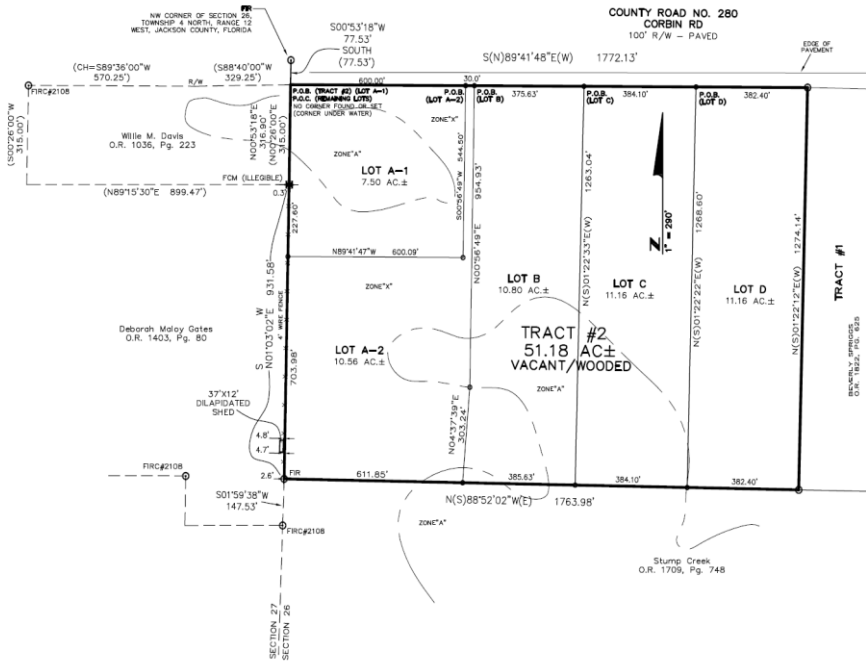 FIR
NW CORNER OF SECTION 26,
TOWNSHIP 4 NORTH, RANGE 12
WEST, JACKSON COUNTY, FLORIDA
S00°53'18"W
77.53'
SOUTH
(77.53')
COUNTY ROAD NO. 280
CORBIN RD
100' R/W - PAVED
S(N)89°41'48"E(W) 1772.13'
EDGE OF
PAVEMENT
(CH=S89°36'00"W
570.25')
(S88°40'00"W
329.25')
R/W
600.00'
30.0'
375.63'
384.10'
382.40'
FIRC#2108
P.O.B. (TRACT #2) (LOT A-1)
P.O.C. (REMAINING LOTS)
NO CORNER FOUND OR SET
(CORNER UNDER WATER)
P.O.B.
(LOT A-2)
P.O.B.
(LOT B)
P.O.B.
(LOT C)
P.O.B.
(LOT D)
(S00°26'00"W
315.00')
Willie M. Davis
O.R. 1036, Pg. 223
N00°53'18"E
316.90'
(N00°26'00"E
315.00')
ZONE"X"
ZONE"A"
LOT A-1
7.50 AC.±
544.50'
S00°56'49"W
954.93'
N00°56'49"E
1263.04'
N(S)01°22'33"E(W)
1268.60'
N(S)01°22'22"E(W)
1274.14'
N(S)01°22'12"E(W)
N
1" = 290'
FCM (ILLEGIBLE)
(N89°15'30"E 899.47')
0.3'
227.60'
N89°41'47"W 600.09'
ZONE"X"
LOT B
10.80 AC.±
LOT C
11.16 AC.±
LOT D
11.16 AC.±
TRACT #1
BEVERLY SPRIGGS
O.R. 1822, PG. 625
N01°03'02"E 931.58'
S W
4' WIRE FENCE
703.98'
Deborah Maloy Gates
O.R. 1403, Pg. 80
LOT A-2
10.56 AC.±
TRACT #2
51.18 AC±
VACANT/WOODED
ZONE"A"
37'X12'
DILAPIDATED
SHED
4.8'
4.7'
N04°37'39"E
303.24'
FIRC#2108
2.6'
FIR
611.85'
385.63'
384.10'
382.40'
N(S)88°52'02"W(E) 1763.98'
S01°59'38"W
147.53'
FIRC#2108
ZONE"A"
Stump Creek
O.R. 1709, Pg. 748
SECTION 27
SECTION 26